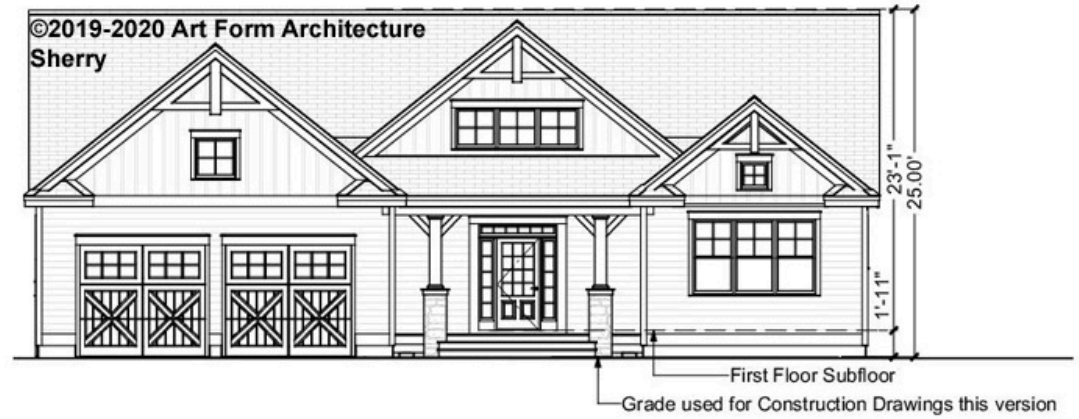 ©2019-2020 Art Form Architecture
Sherry
23'-1"
25.00'
1'-11"
First Floor Subfloor
Grade used for Construction Drawings this version